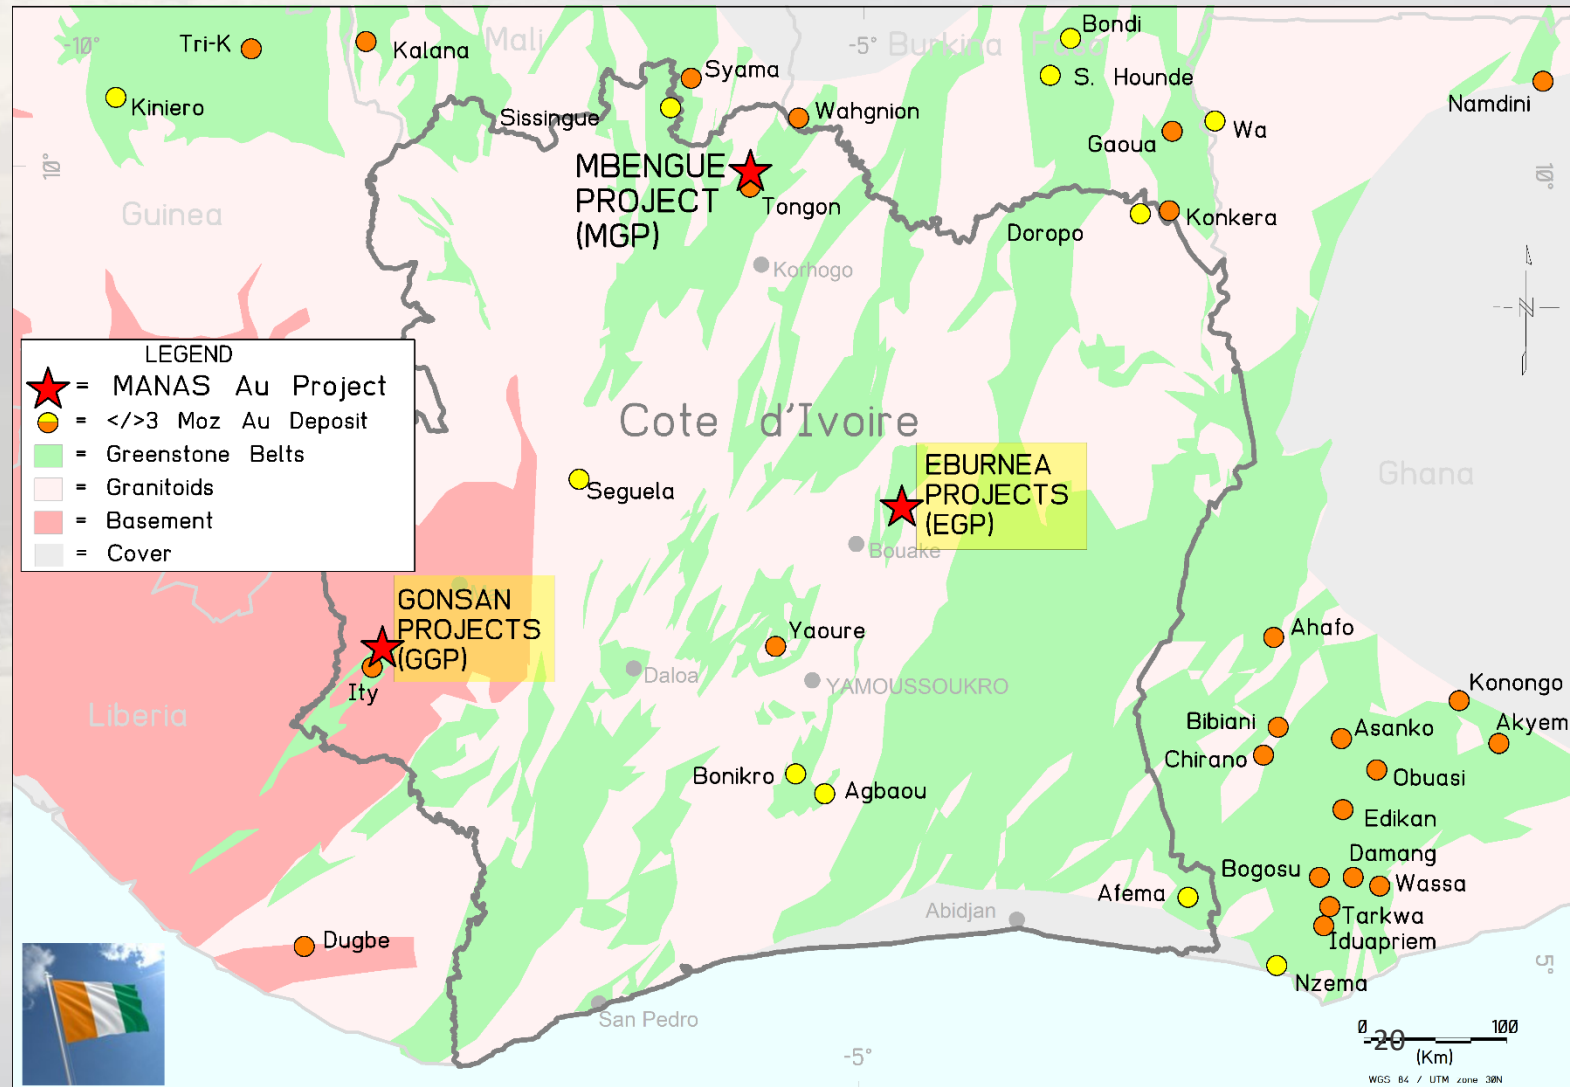 -10°
Tri-K
Kalana
Mali
-5°
Burkina Faso
Bondi
S. Hounde
Syama
Kiniero
Sissingue
Wahgnion
Namdini
Wa
Gaoua
10°
10°
MBENGUE
PROJECT
(MGP)
Tongon
Guinea
Konkera
Doropo
Korhogo
N
LEGEND
= MANAS Au Project
= </>3 Moz Au Deposit
= Greenstone Belts
= Granitoids
= Basement
= Cover
Cote d'Ivoire
Ghana
Seguela
EBURNEA
PROJECTS
(EGP)
Bouake
GONSAN
PROJECTS
(GGP)
Ity
Yaoure
Ahafo
Daloa
YAMOUSSOUKRO
Liberia
Konongo
Bibiani
Asanko
Akyem
Chirano
Obuasi
Bonikro
Agbaou
Edikan
Damang
Bogosu
Wassa
Afema
Abidjan
Tarkwa
Iduapriem
Dugbe
Nzema
5°
San Pedro
-5°
0 100
20
(Km)
WGS 84 / UTM zone 30N